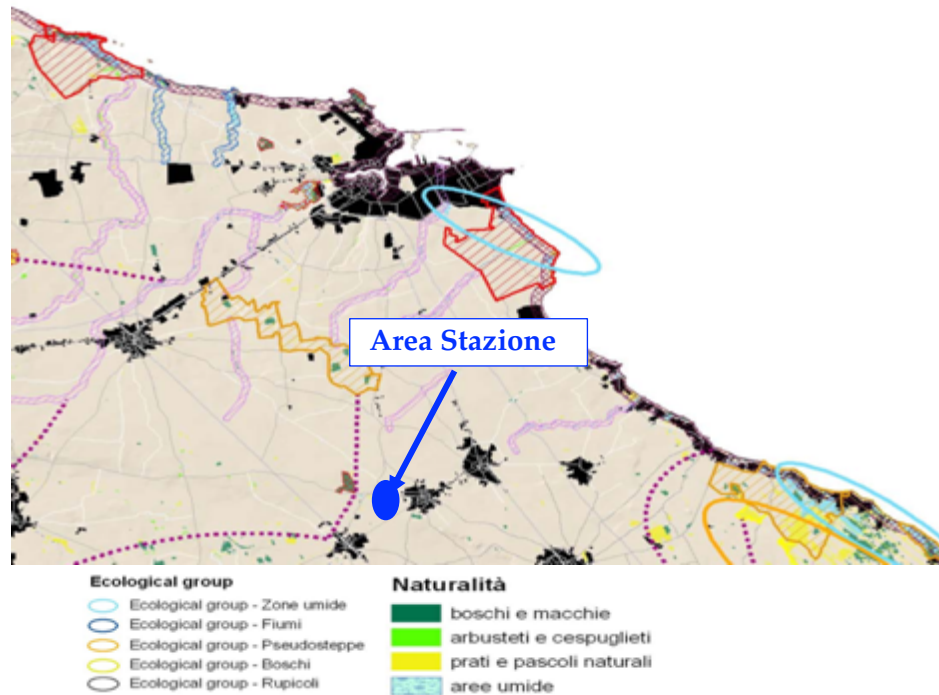 Area Stazione
Ecological group
Ecological group - Zone umide
Ecological group - Fiumi
Ecological group - Pseudosteppe
Ecological group - Boschi
Ecological group - Rupicoli
Naturalità
boschi e macchie
arbusteti e cespuglieti
prati e pascoli naturali
aree umide